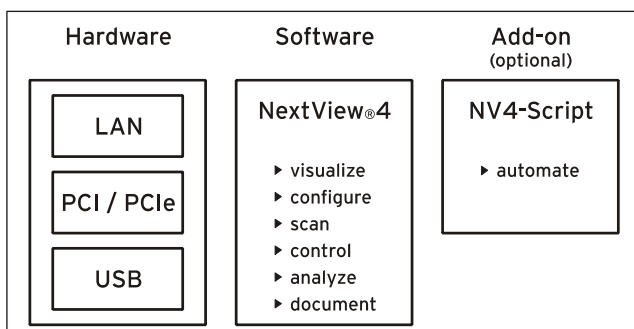 Hardware
LAN
PCI / PCIe
USB
Software
NextView®4
▸ visualize
▸ configure
▸ scan
▸ control
▸ analyze
▸ document
Add-on
(optional)
NV4-Script
▸ automate